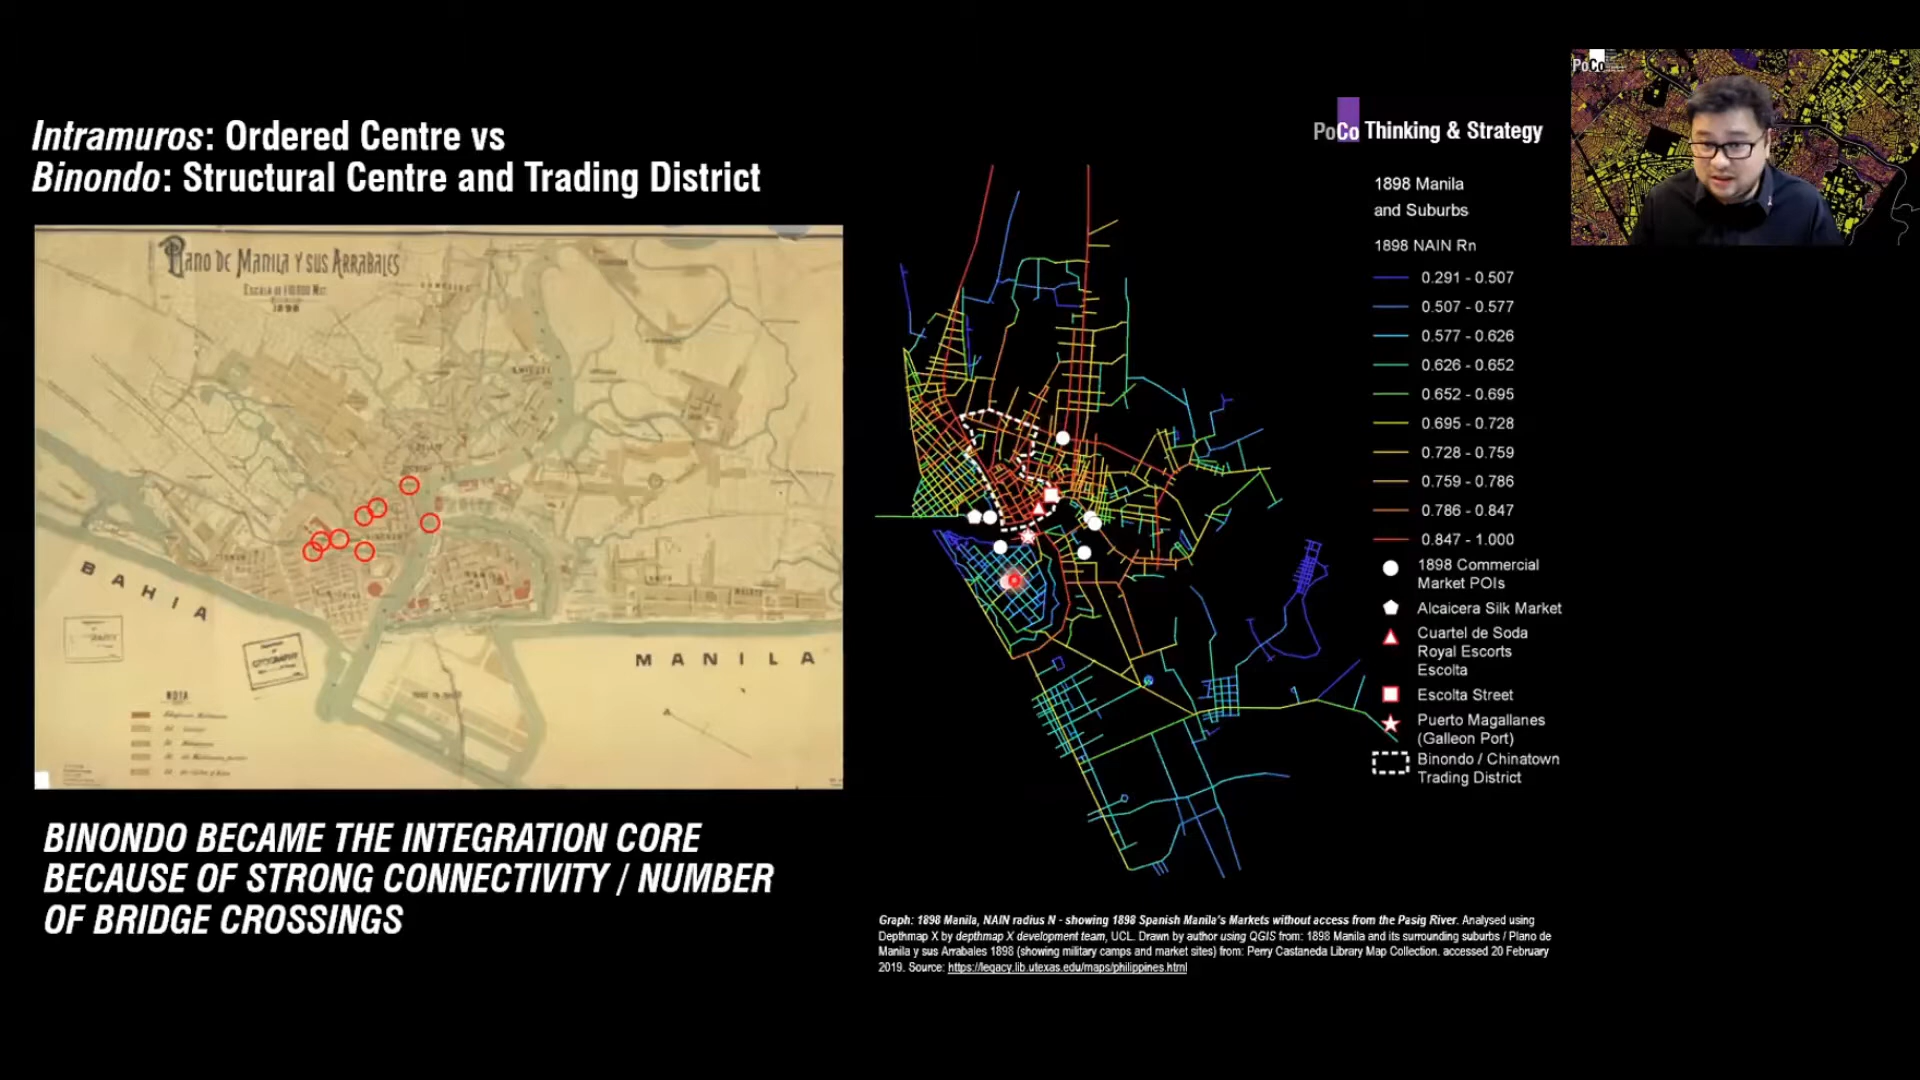 Intramuros: Ordered Centre vs
Binondo: Structural Centre and Trading District
PLANO DE MANILA Y SUS ARRABALES
1898
BAHIA
MANILA
NOTA
BINONDO BECAME THE INTEGRATION CORE
BECAUSE OF STRONG CONNECTIVITY / NUMBER
OF BRIDGE CROSSINGS
PoCo Thinking & Strategy
1898 Manila
and Suburbs
1898 NAIN Rn
0.291 - 0.507
0.507 - 0.577
0.577 - 0.626
0.626 - 0.652
0.652 - 0.695
0.695 - 0.728
0.728 - 0.759
0.759 - 0.786
0.786 - 0.847
0.847 - 1.000
1898 Commercial
Market POIs
Alcaicera Silk Market
Cuartel de Soda
Royal Escorts
Escolta
Escolta Street
Puerto Magallanes
(Galleon Port)
Binondo / Chinatown
Trading District
Graph: 1898 Manila, NAIN radius N - showing 1898 Spanish Manila's Markets without access from the Pasig River. Analysed using
Depthmap X by depthmap X development team, UCL. Drawn by author using QGIS from: 1898 Manila and its surrounding suburbs / Plano de
Manila y sus Arrabales 1898 (showing military camps and market sites) from: Perry Castaneda Library Map Collection. accessed 20 February
2019. Source: https://legacy.lib.utexas.edu/maps/philippines.html
PoCo